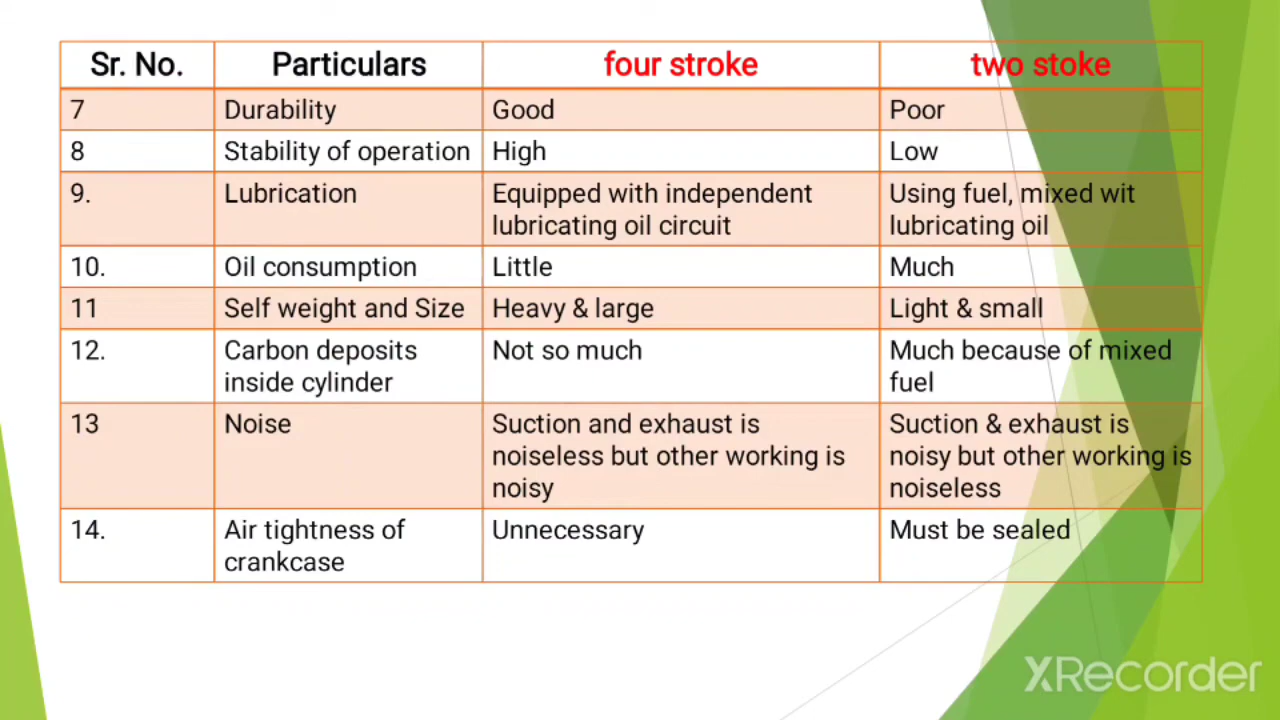 Sr. No. Particulars four stroke two stoke
7 Durability Good Poor
8 Stability of operation High Low
9. Lubrication Equipped with independent Using fuel, mixed wit
lubricating oil circuit lubricating oil
10. Oil consumption Little Much
11 Self weight and Size Heavy & large Light & small
12. Carbon deposits Not so much Much because of mixed
inside cylinder fuel
13 Noise Suction and exhaust is Suction & exhaust is
noiseless but other working is noisy but other working is
noisy noiseless
14. Air tightness of Unnecessary Must be sealed
crankcase
XRecorder